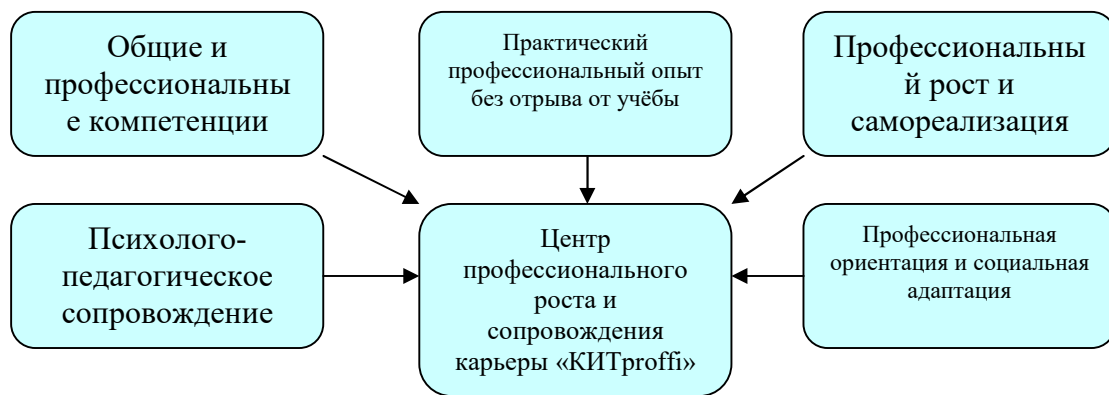 Общие и
профессиональны
е компетенции
Практический
профессиональный опыт
без отрыва от учёбы
Профессиональны
й рост и
самореализация
Психолого-
педагогическое
сопровождение
Центр
профессионального
роста и
сопровождения
карьеры «КИТproffi»
Профессиональная
ориентация и социальная
адаптация